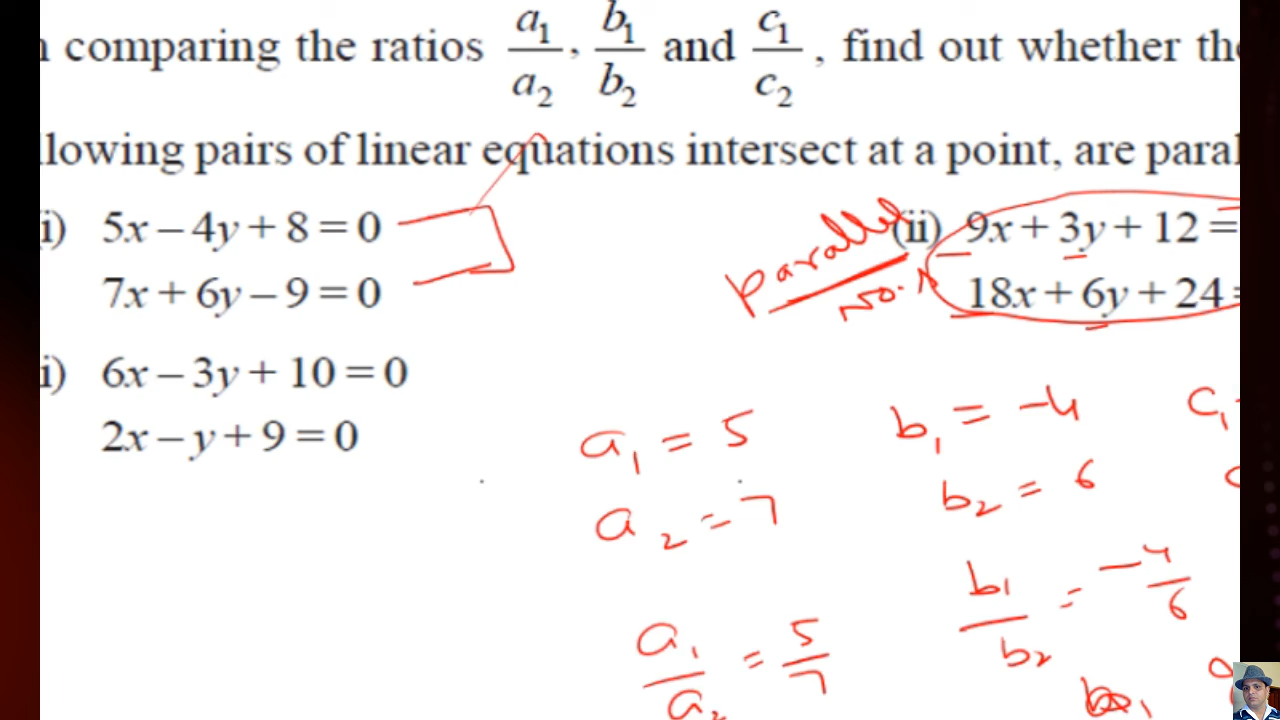 comparing the ratios a₁/a₂, b₁/b₂ and c₁/c₂, find out whether the
lowing pairs of linear equations intersect at a point, are paral
i) 5x – 4y + 8 = 0
7x + 6y – 9 = 0
parallel
No.
(ii) 9x + 3y + 12 =
18x + 6y + 24 =
i) 6x – 3y + 10 = 0
2x – y + 9 = 0
a₁ = 5
b₁ = -4
c₁
a₂ = 7
b₂ = 6
a₁/a₂ = 5/7
b₁/b₂ = -4/6